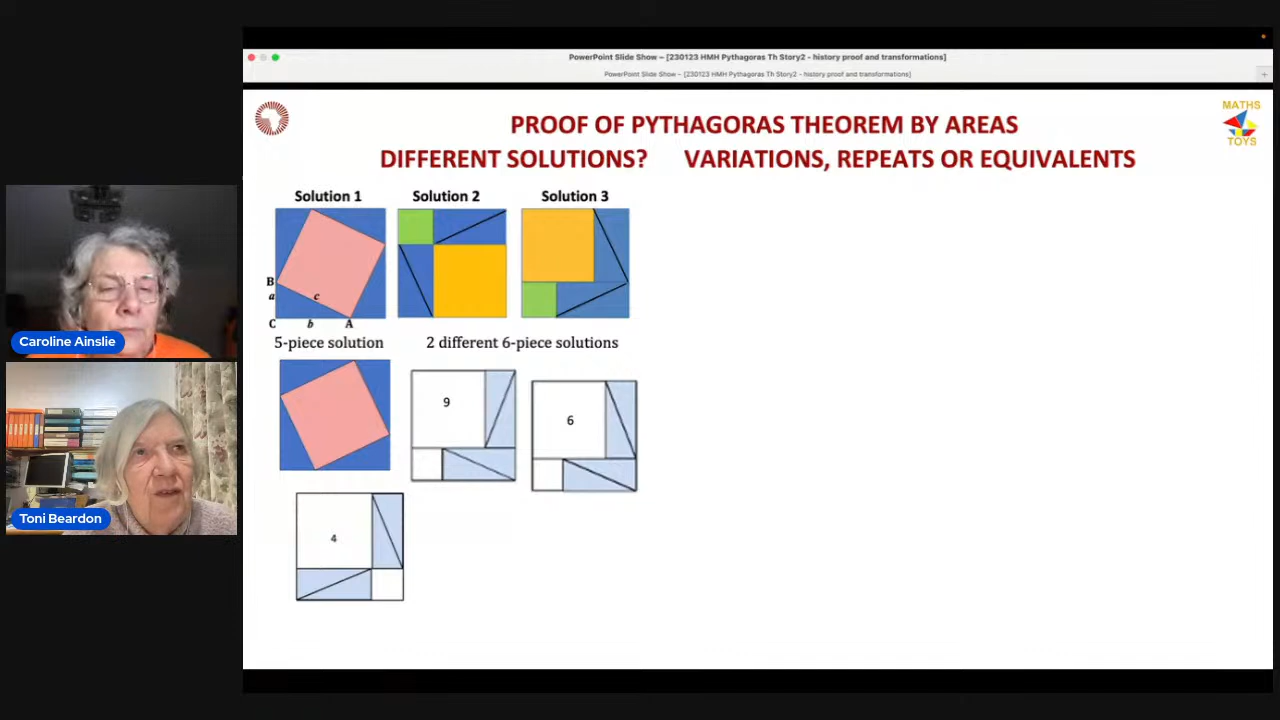 PowerPoint Slide Show – [230123 HMH Pythagoras Th Story2 - history proof and transformations]
PowerPoint Slide Show – [230123 HMH Pythagoras Th Story2 - history proof and transformations]
+
MATHS
TOYS
PROOF OF PYTHAGORAS THEOREM BY AREAS
DIFFERENT SOLUTIONS? VARIATIONS, REPEATS OR EQUIVALENTS
Solution 1 Solution 2 Solution 3
B
a c
C b A
5-piece solution 2 different 6-piece solutions
9
6
4
Caroline Ainslie
Toni Beardon